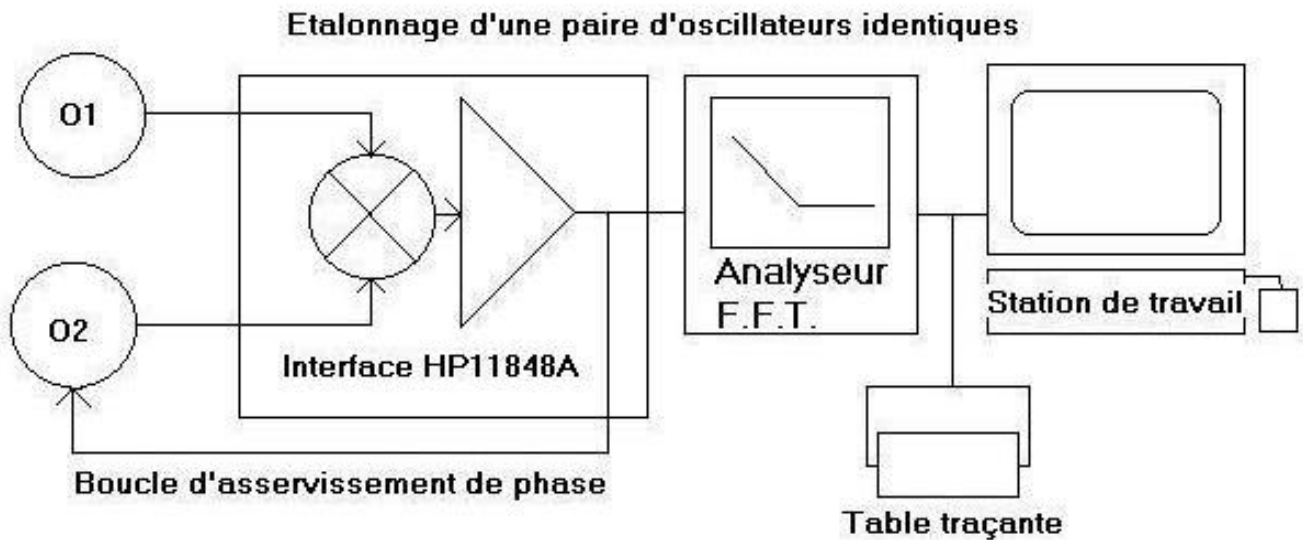 Etalonnage d'une paire d'oscillateurs identiques
O1
O2
Interface HP11848A
Analyseur
F.F.T.
Station de travail
Boucle d'asservissement de phase
Table traçante